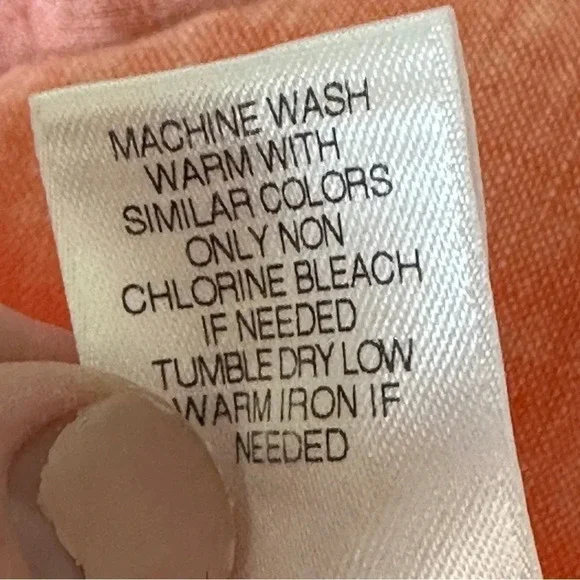 MACHINE WASH
WARM WITH
SIMILAR COLORS
ONLY NON
CHLORINE BLEACH
IF NEEDED
TUMBLE DRY LOW
WARM IRON IF
NEEDED